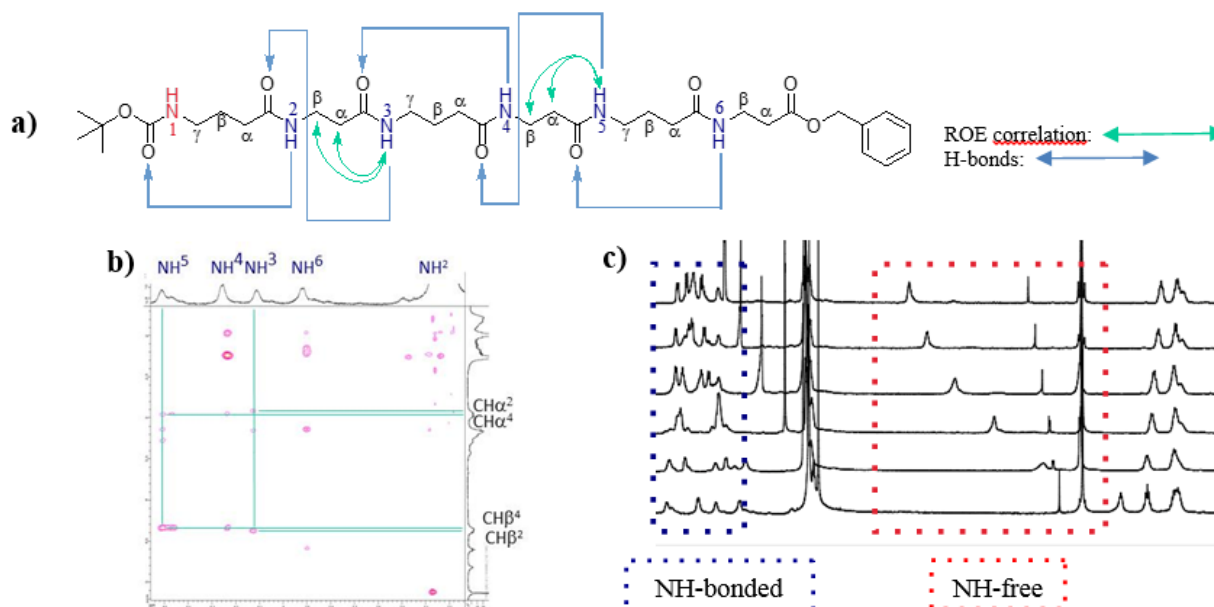 a)
O
O
O
O
H
N
1
γ
β
α
O
O
N
H
2
β
α
H
N
3
γ
β
α
O
H
N
4
β
α
O
H
N
5
γ
β
α
N
H
6
β
α
O
ROE correlation:
H-bonds:
b)
NH5 NH4 NH3 NH6 NH2
CHα2
CHα4
CHβ4
CHβ2
c)
NH-bonded
NH-free